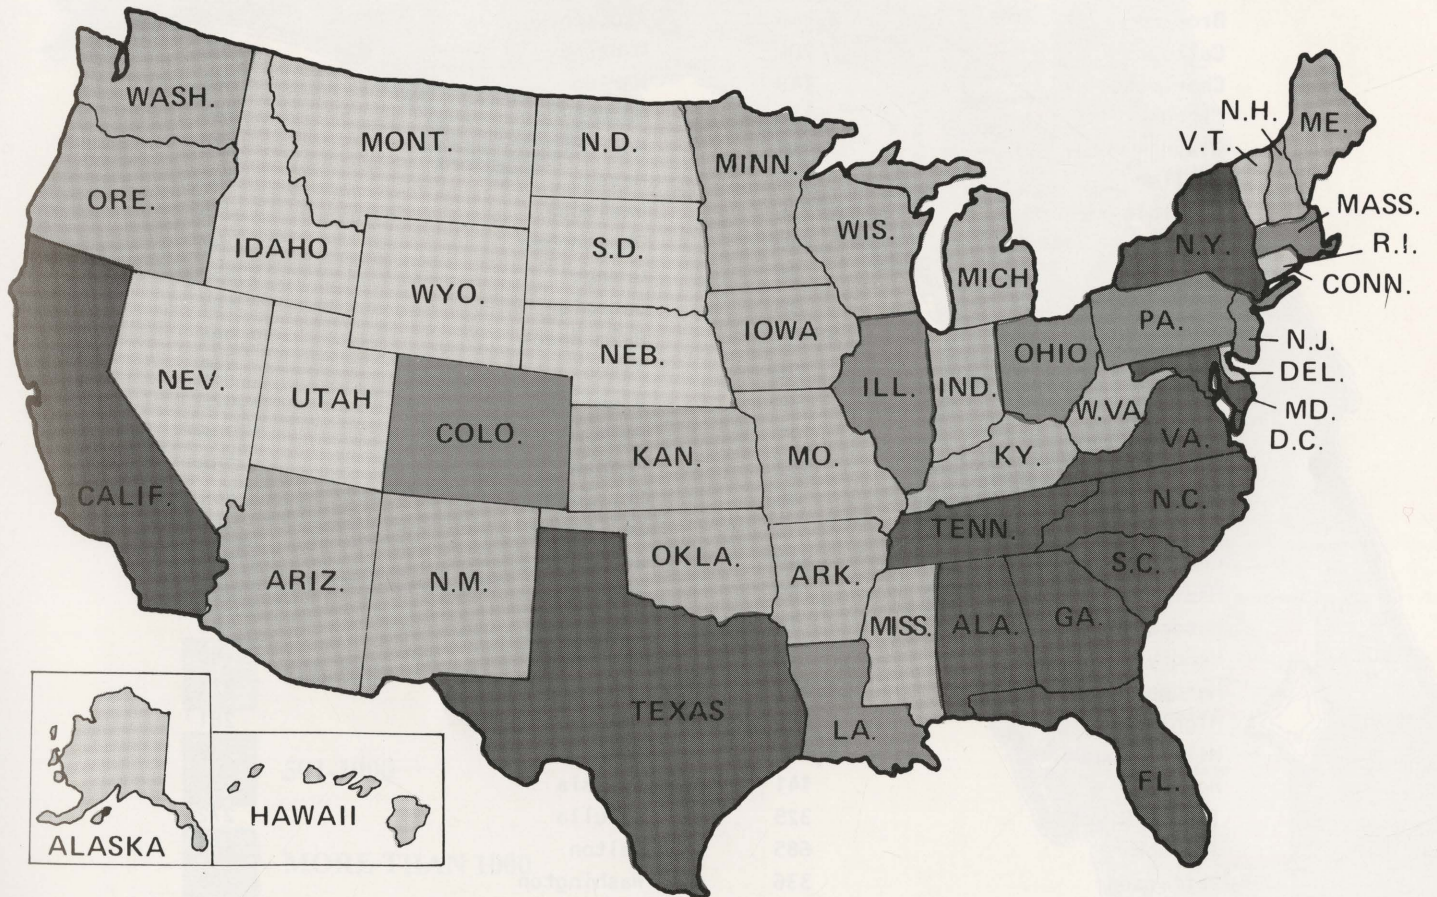 WASH.
MONT.
N.D.
MINN.
N.H.
ME.
V.T.
ORE.
IDAHO
S.D.
WIS.
MASS.
N.Y.
R.I.
WYO.
MICH
CONN.
PA.
IOWA
NEB.
OHIO
N.J.
NEV.
UTAH
ILL.
IND.
DEL.
W.VA.
MD.
COLO.
VA.
D.C.
KAN.
MO.
KY.
CALIF.
N.C.
TENN.
OKLA.
ARIZ.
N.M.
ARK.
S.C.
MISS.
ALA.
GA.
TEXAS
LA.
FL.
HAWAII
ALASKA